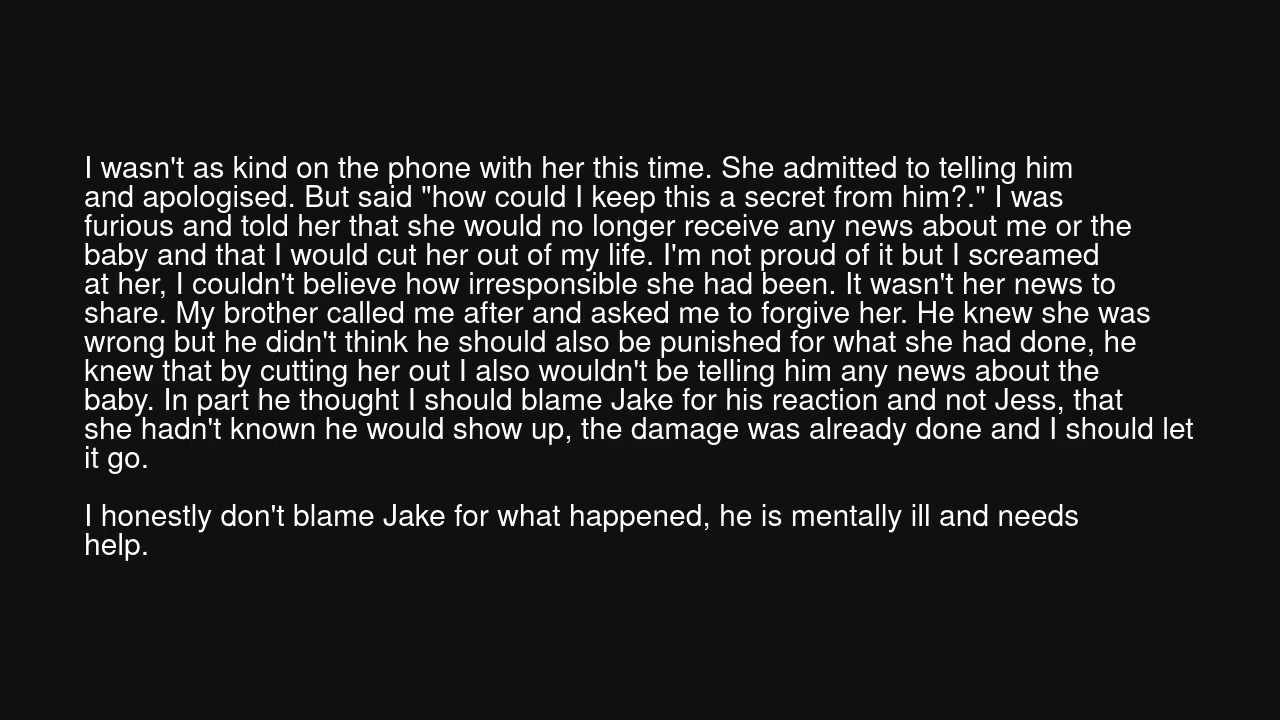 I wasn't as kind on the phone with her this time. She admitted to telling him
and apologised. But said "how could I keep this a secret from him?." I was
furious and told her that she would no longer receive any news about me or the
baby and that I would cut her out of my life. I'm not proud of it but I screamed
at her, I couldn't believe how irresponsible she had been. It wasn't her news to
share. My brother called me after and asked me to forgive her. He knew she was
wrong but he didn't think he should also be punished for what she had done, he
knew that by cutting her out I also wouldn't be telling him any news about the
baby. In part he thought I should blame Jake for his reaction and not Jess, that
she hadn't known he would show up, the damage was already done and I should let
it go.
I honestly don't blame Jake for what happened, he is mentally ill and needs
help.